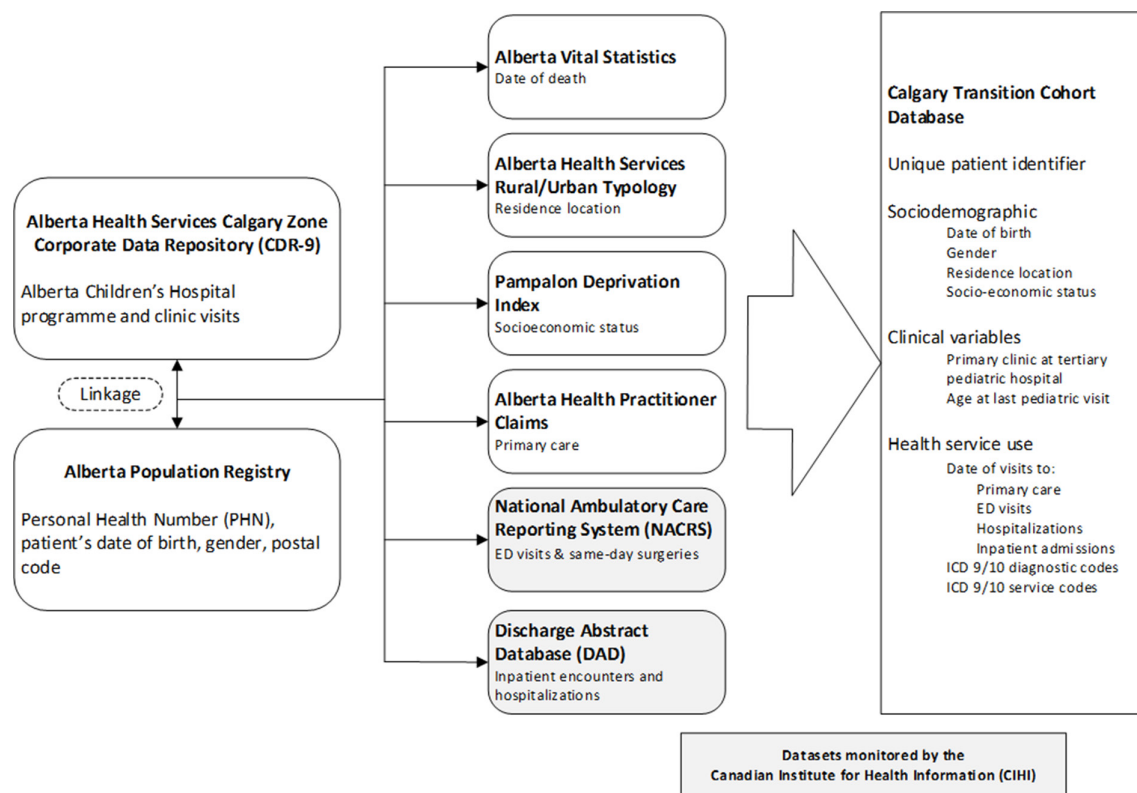 Alberta Health Services Calgary Zone
Corporate Data Repository (CDR-9)
Alberta Children’s Hospital
programme and clinic visits
Linkage
Alberta Population Registry
Personal Health Number (PHN),
patient’s date of birth, gender, postal
code
Alberta Vital Statistics
Date of death
Alberta Health Services
Rural/Urban Typology
Residence location
Pampalon Deprivation
Index
Socioeconomic status
Alberta Health Practitioner
Claims
Primary care
National Ambulatory Care
Reporting System (NACRS)
ED visits & same-day surgeries
Discharge Abstract
Database (DAD)
Inpatient encounters and
hospitalizations
Calgary Transition Cohort
Database
Unique patient identifier
Sociodemographic
Date of birth
Gender
Residence location
Socio-economic status
Clinical variables
Primary clinic at tertiary
pediatric hospital
Age at last pediatric visit
Health service use
Date of visits to:
Primary care
ED visits
Hospitalizations
Inpatient admissions
ICD 9/10 diagnostic codes
ICD 9/10 service codes
Datasets monitored by the
Canadian Institute for Health Information (CIHI)